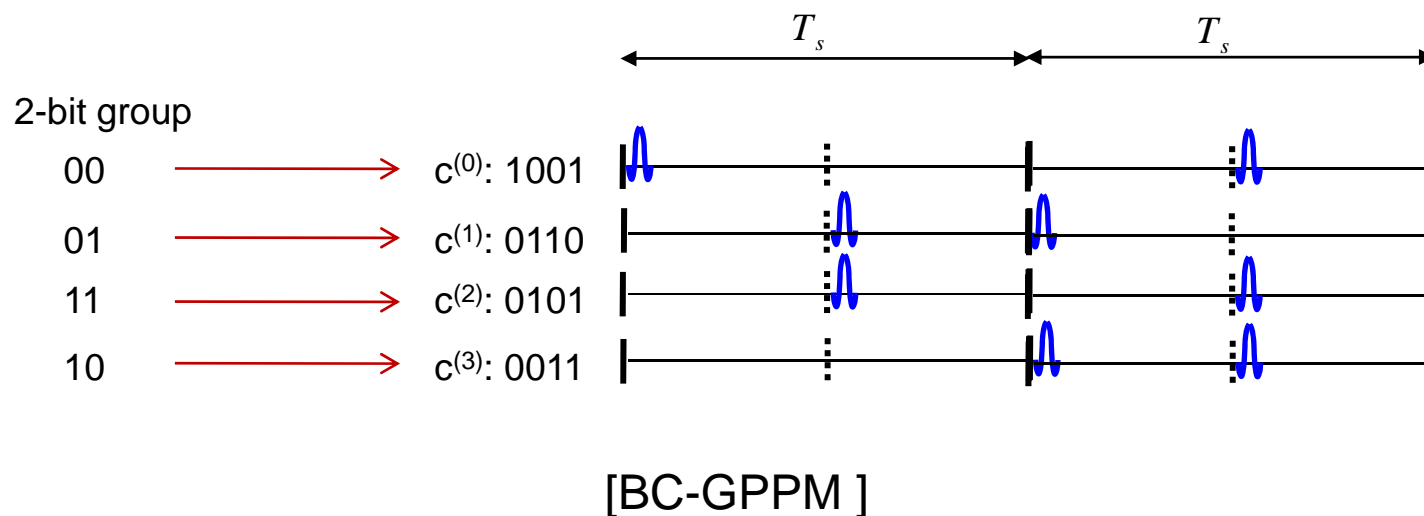 T_s T_s
2-bit group
00 c^(0): 1001
01 c^(1): 0110
11 c^(2): 0101
10 c^(3): 0011
[BC-GPPM ]